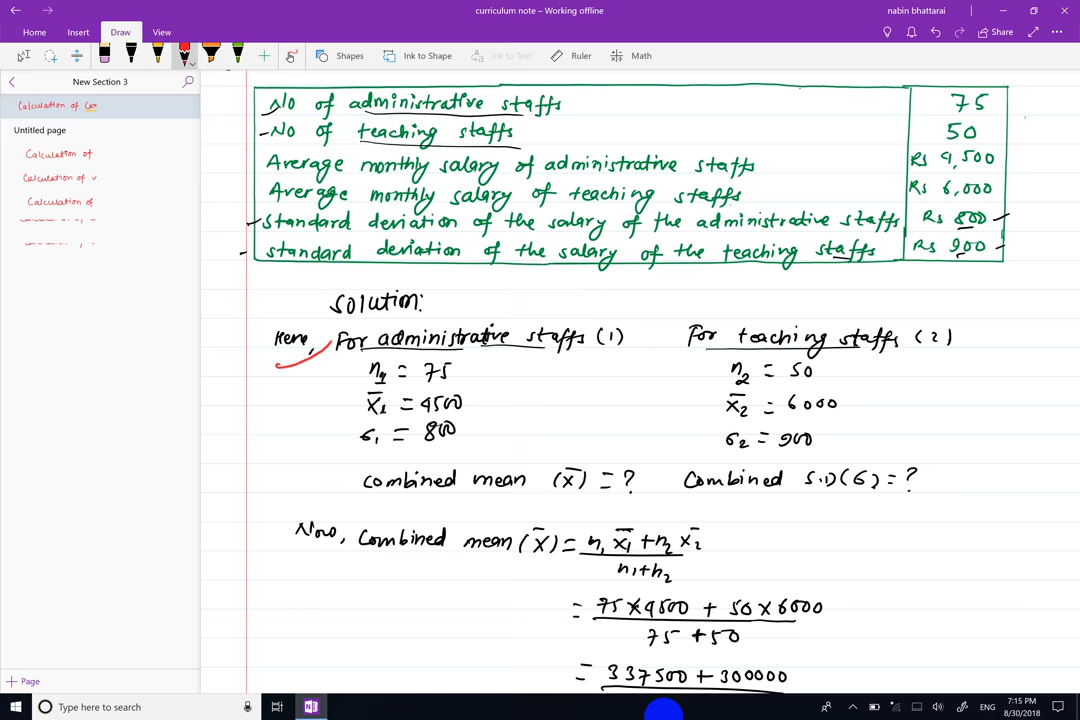 curriculum note – Working offline
nabin bhattarai
Home Insert Draw View
Share
Shapes
Ink to Shape
Ink to Text
Ruler
Math
New Section 3
Calculation of Con
Untitled page
Calculation of
Calculation of v
Calculation of
No of administrative staffs 75
No of teaching staffs 50
Average monthly salary of administrative staffs Rs 4,500
Average monthly salary of teaching staffs Rs 6,000
standard deviation of the salary of the administrative staffs Rs 800
standard deviation of the salary of the teaching staffs Rs 900
Solution:
Here, For administrative staffs (1) For teaching staffs (2)
n1 = 75 n2 = 50
x̄1 = 4500 x̄2 = 6000
σ1 = 800 σ2 = 900
combined mean (x̄) = ? Combined S.D(σ) = ?
Now, Combined mean (x̄) = n1 x̄1 + n2 x̄2
n1+n2
= 75×4500 + 50×6000
75 + 50
= 337500 + 300000
+ Page
Type here to search
ENG
7:15 PM
8/30/2018